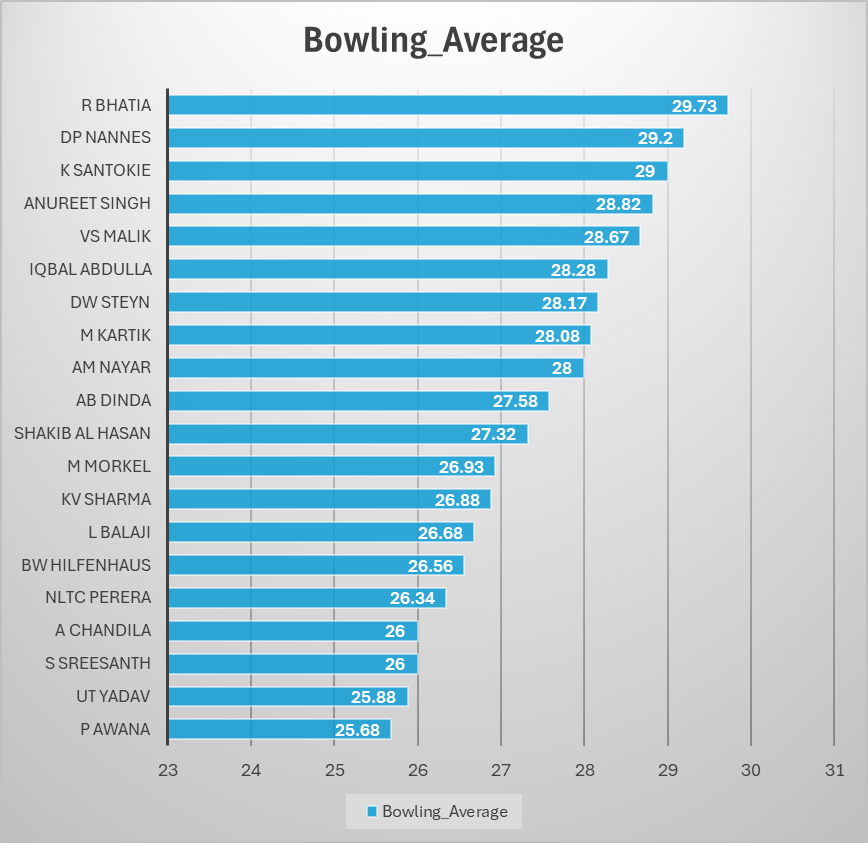 Bowling_Average
R BHATIA 29.73
DP NANNES 29.2
K SANTOKIE 29
ANUREET SINGH 28.82
VS MALIK 28.67
IQBAL ABDULLA 28.28
DW STEYN 28.17
M KARTIK 28.08
AM NAYAR 28
AB DINDA 27.58
SHAKIB AL HASAN 27.32
M MORKEL 26.93
KV SHARMA 26.88
L BALAJI 26.68
BW HILFENHAUS 26.56
NLTC PERERA 26.34
A CHANDILA 26
S SREESANTH 26
UT YADAV 25.88
P AWANA 25.68
23 24 25 26 27 28 29 30 31
Bowling_Average